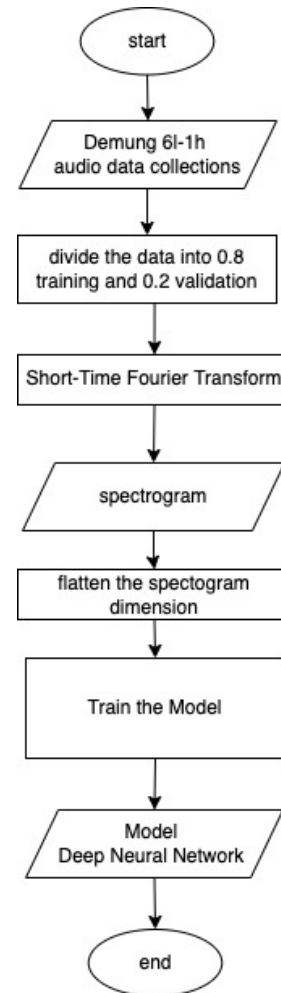 start
Demung 6l-1h
audio data collections
divide the data into 0.8
training and 0.2 validation
Short-Time Fourier Transform
spectrogram
flatten the spectogram
dimension
Train the Model
Model
Deep Neural Network
end